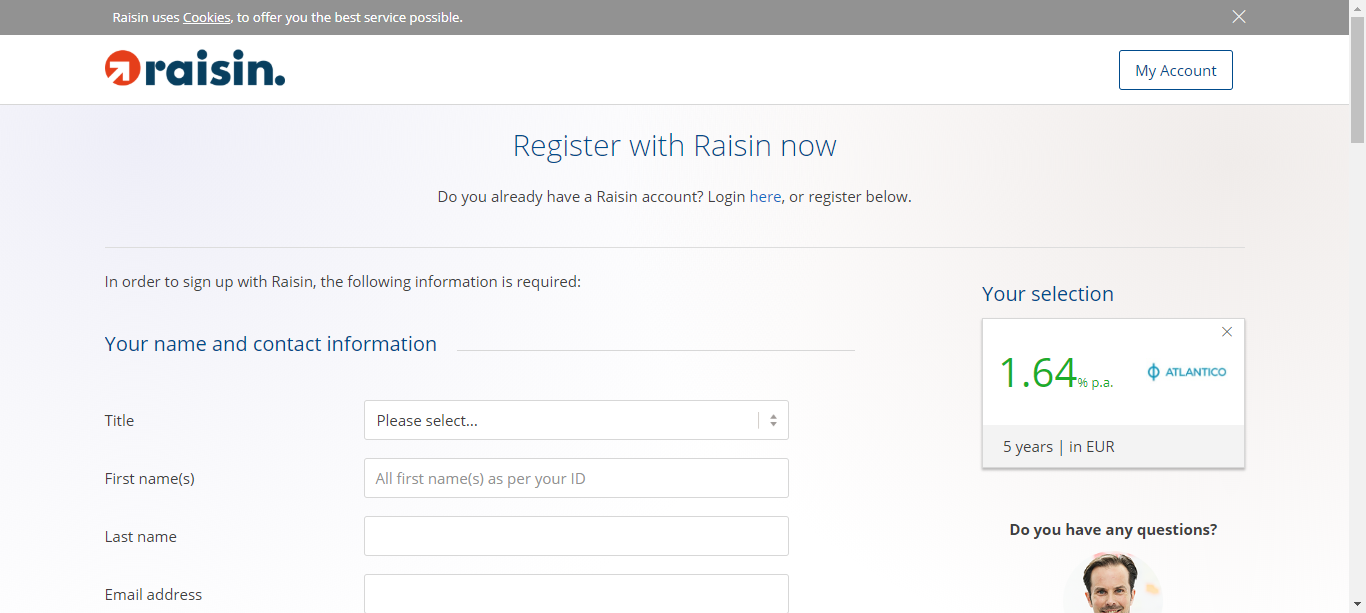 Raisin uses Cookies, to offer you the best service possible.
raisin.
My Account
Register with Raisin now
Do you already have a Raisin account? Login here, or register below.
In order to sign up with Raisin, the following information is required:
Your name and contact information
Title
Please select...
First name(s)
All first name(s) as per your ID
Last name
Email address
Your selection
1.64% p.a.
ATLANTICO
5 years | in EUR
Do you have any questions?